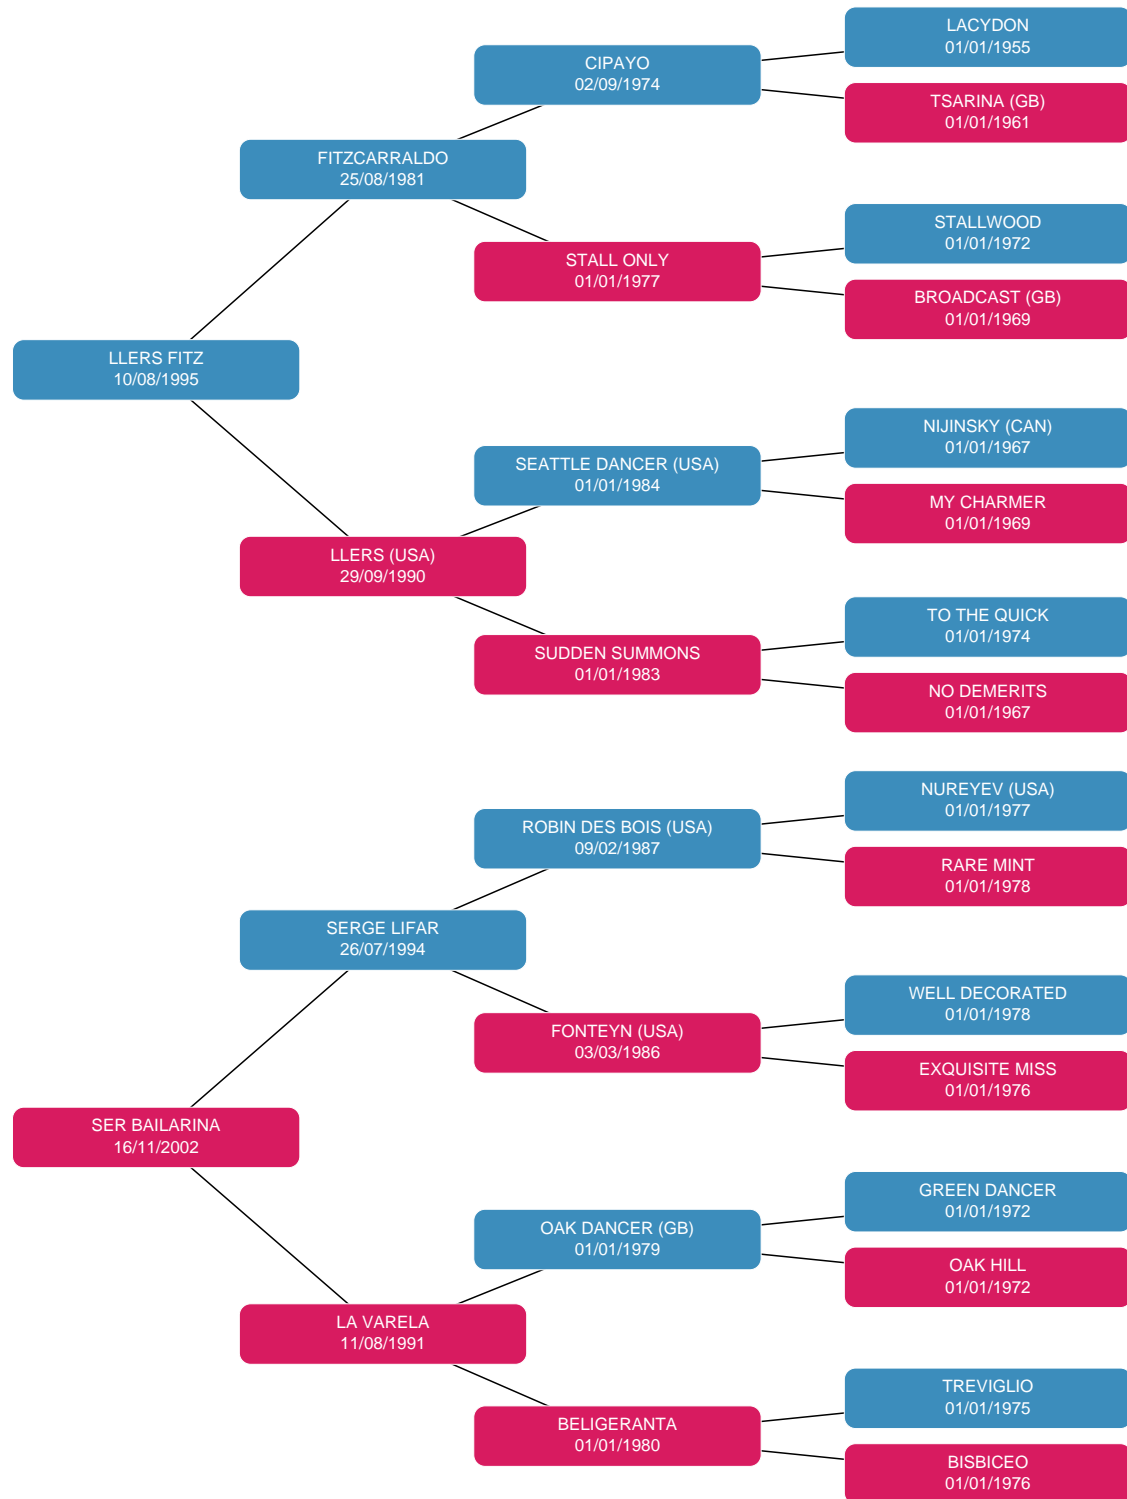 LACYDON
01/01/1955
CIPAYO
02/09/1974
TSARINA (GB)
01/01/1961
FITZCARRALDO
25/08/1981
STALLWOOD
01/01/1972
STALL ONLY
01/01/1977
BROADCAST (GB)
01/01/1969
LLERS FITZ
10/08/1995
NIJINSKY (CAN)
01/01/1967
SEATTLE DANCER (USA)
01/01/1984
MY CHARMER
01/01/1969
LLERS (USA)
29/09/1990
TO THE QUICK
01/01/1974
SUDDEN SUMMONS
01/01/1983
NO DEMERITS
01/01/1967
NUREYEV (USA)
01/01/1977
ROBIN DES BOIS (USA)
09/02/1987
RARE MINT
01/01/1978
SERGE LIFAR
26/07/1994
WELL DECORATED
01/01/1978
FONTEYN (USA)
03/03/1986
EXQUISITE MISS
01/01/1976
SER BAILARINA
16/11/2002
GREEN DANCER
01/01/1972
OAK DANCER (GB)
01/01/1979
OAK HILL
01/01/1972
LA VARELA
11/08/1991
TREVIGLIO
01/01/1975
BELIGERANTA
01/01/1980
BISBICEO
01/01/1976